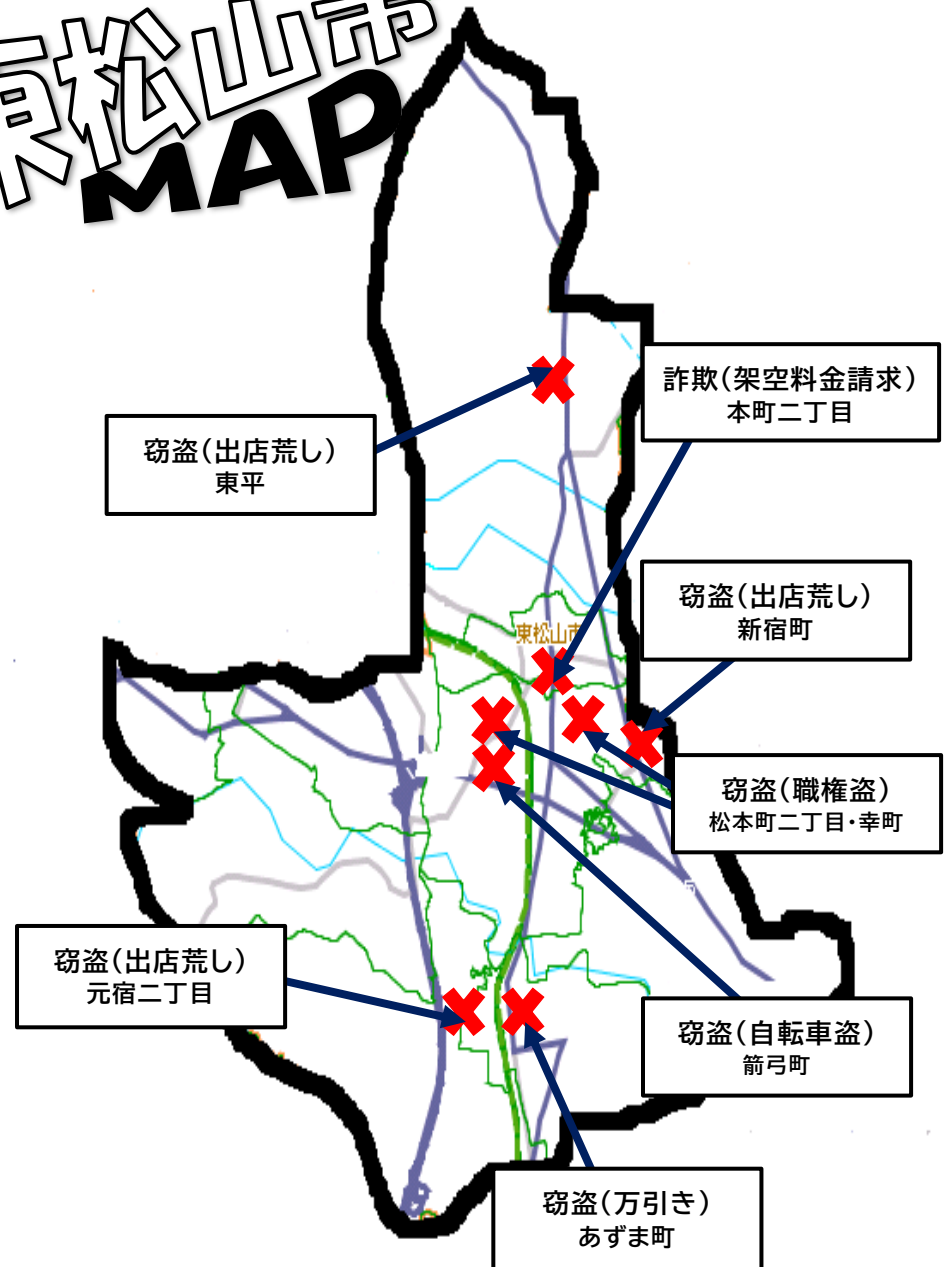 東松山市
MAP
詐欺(架空料金請求)
本町二丁目
窃盗(出店荒し)
東平
窃盗(出店荒し)
新宿町
東松山市
窃盗(職権盗)
松本町二丁目・幸町
窃盗(出店荒し)
元宿二丁目
窃盗(自転車盗)
箭弓町
窃盗(万引き)
あずま町